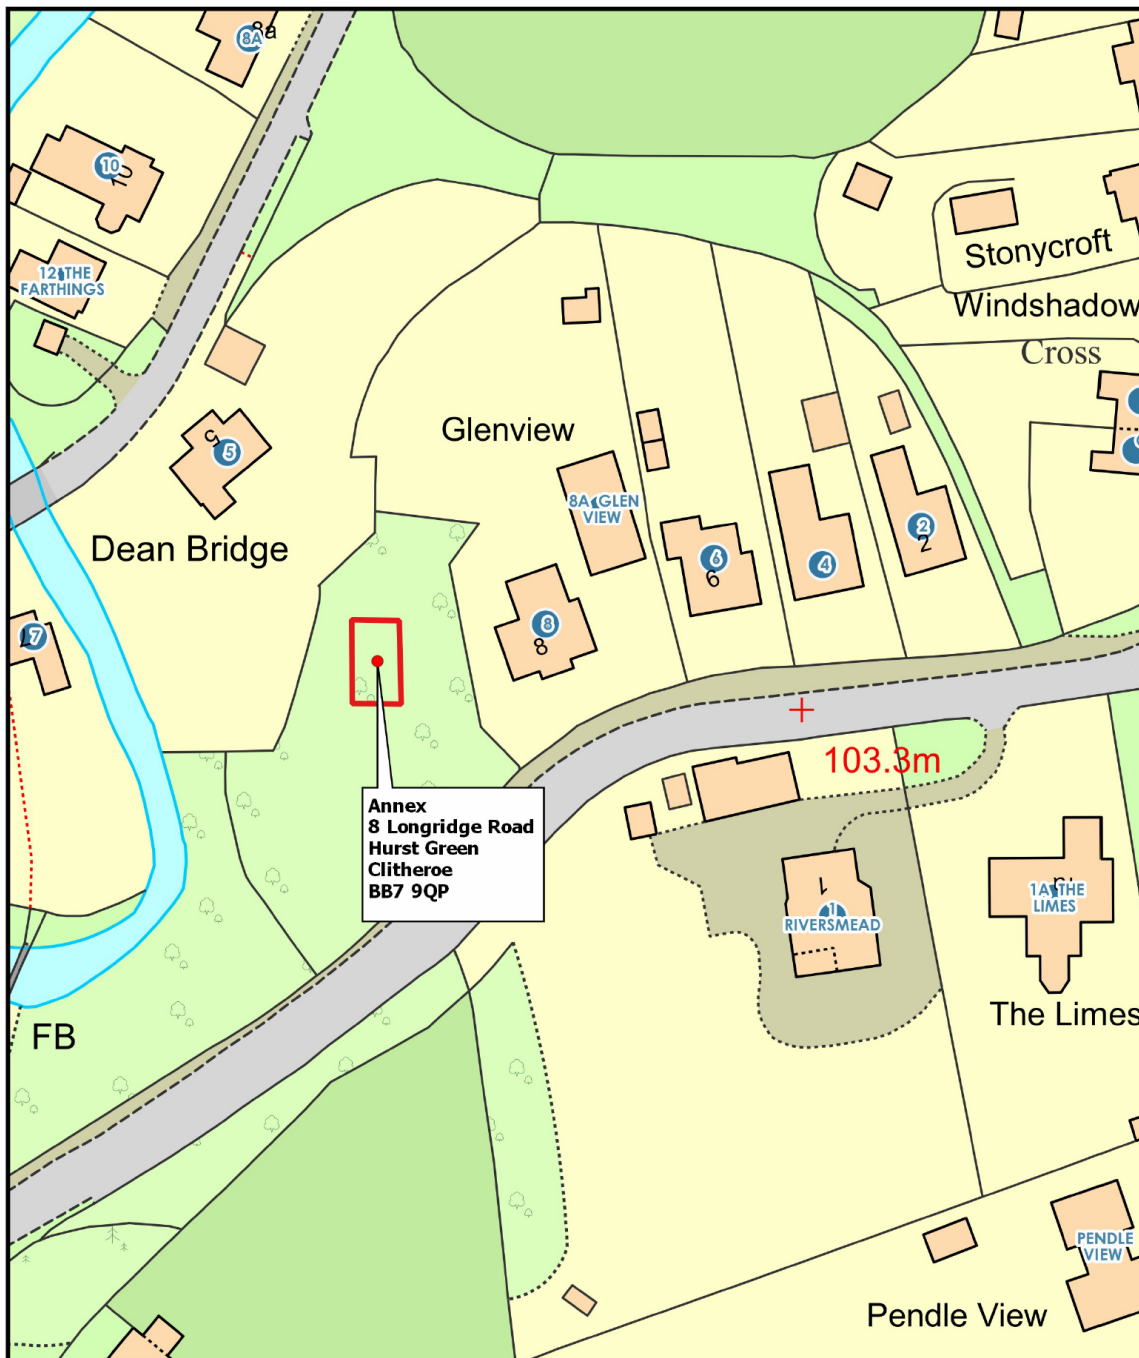 8a
8A
10
10
12 THE
FARTHINGS
Stonycroft
Windshadow
Cross
Glenview
5
5
8A GLEN
VIEW
2
2
Dean Bridge
6
6
4
7
7
8
8
103.3m
Annex
8 Longridge Road
Hurst Green
Clitheroe
BB7 9QP
1
1
RIVERSMEAD
1A THE
LIMES
The Limes
FB
PENDLE
VIEW
Pendle View